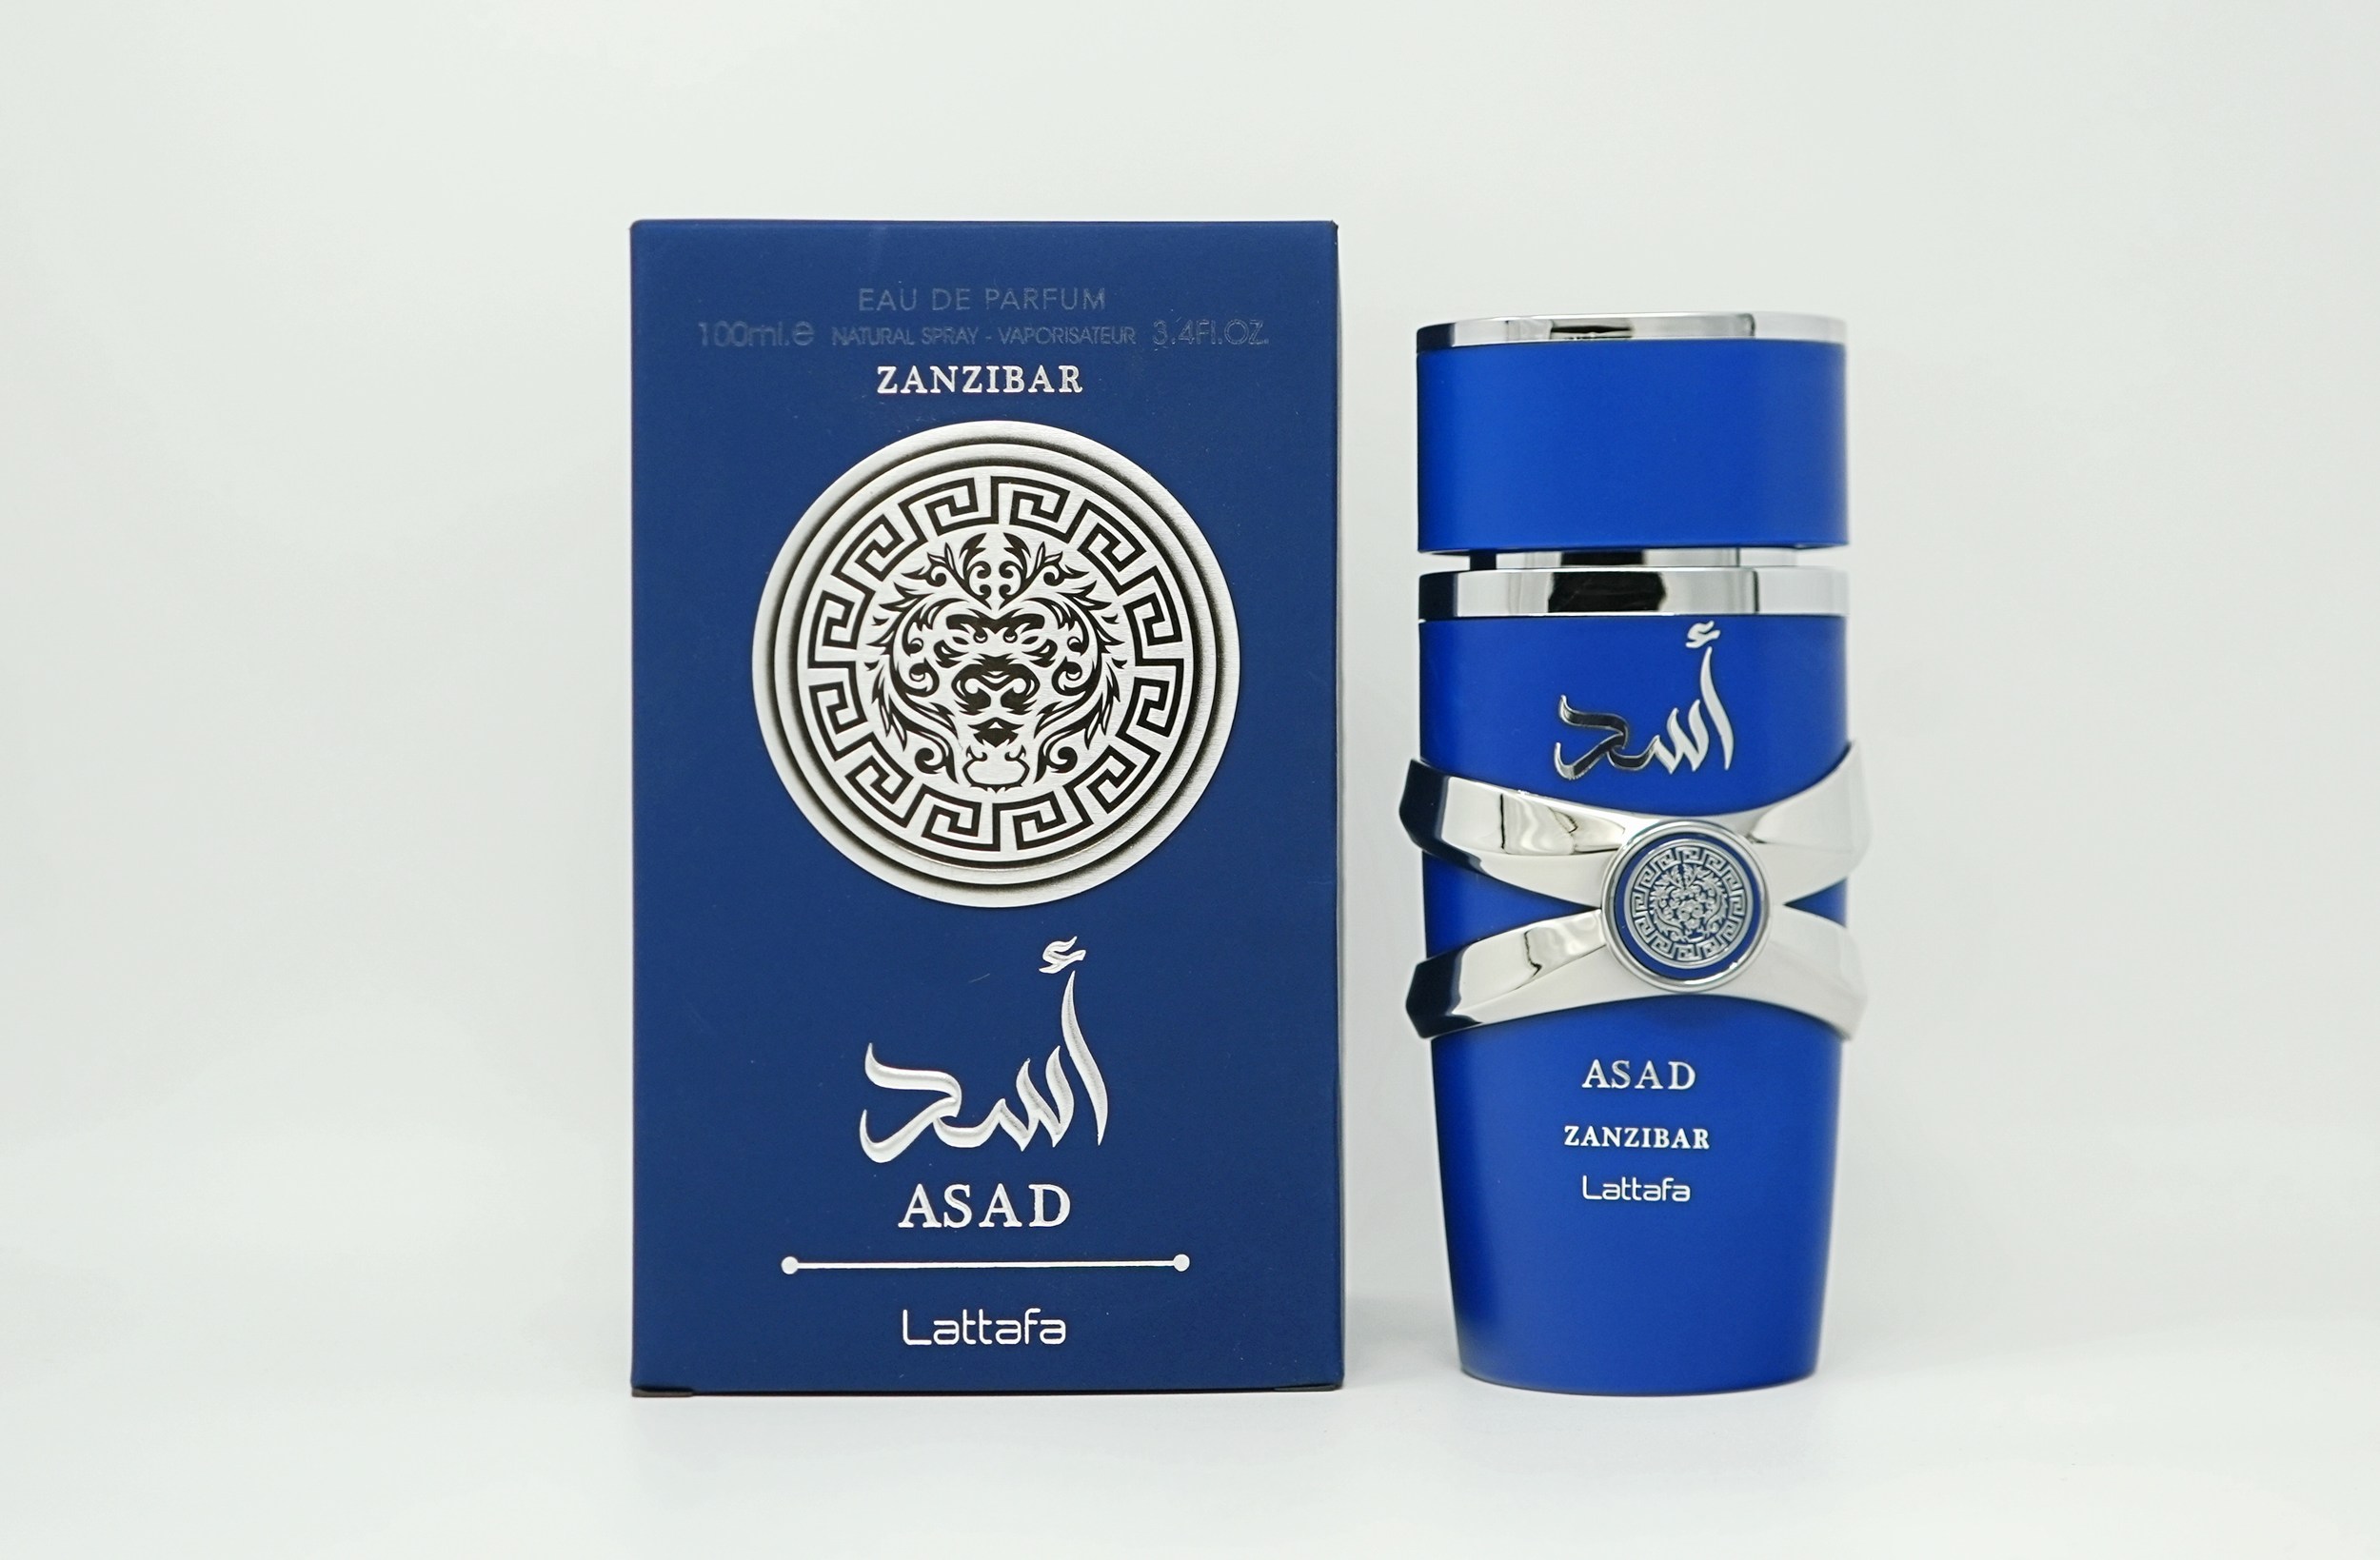 EAU DE PARFUM
100ml.e NATURAL SPRAY - VAPORISATEUR 3.4Fl.OZ.
ZANZIBAR
أسد
ASAD
Lattafa
أسد
ASAD
ZANZIBAR
Lattafa